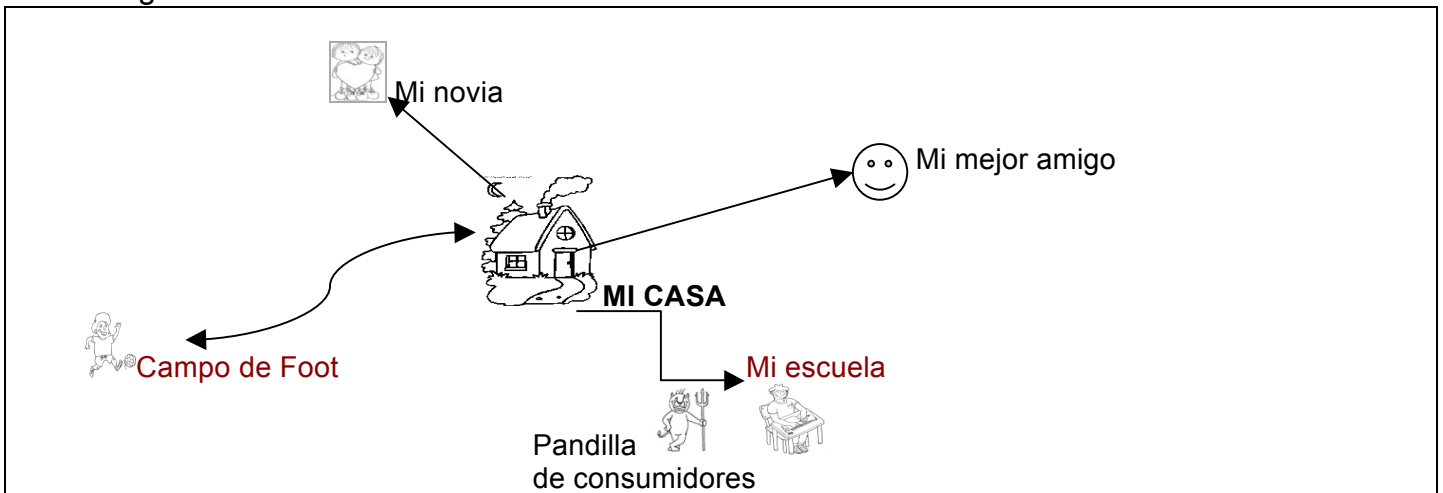 Mi novia
Mi mejor amigo
MI CASA
Campo de Foot
Mi escuela
Pandilla
de consumidores